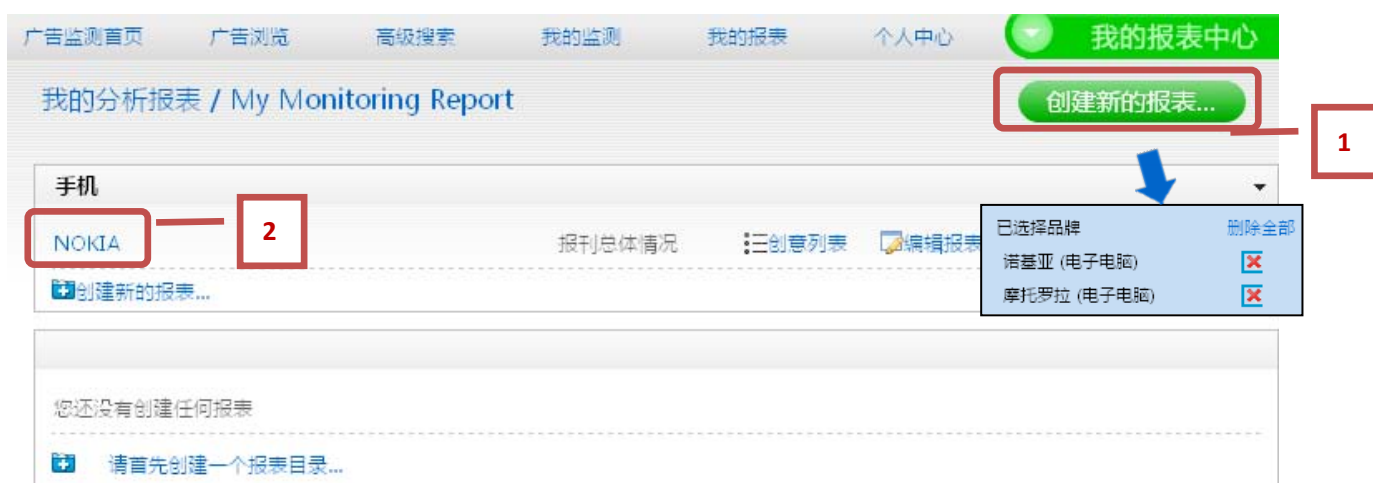 广告监测首页 广告浏览 高级搜索 我的监测 我的报表 个人中心 我的报表中心
我的分析报表 / My Monitoring Report 创建新的报表...
1
手机
NOKIA 2 报刊总体情况 创意列表 编辑报表
已选择品牌 删除全部
诺基亚 (电子电脑)
摩托罗拉 (电子电脑)
创建新的报表...
您还没有创建任何报表
请首先创建一个报表目录...